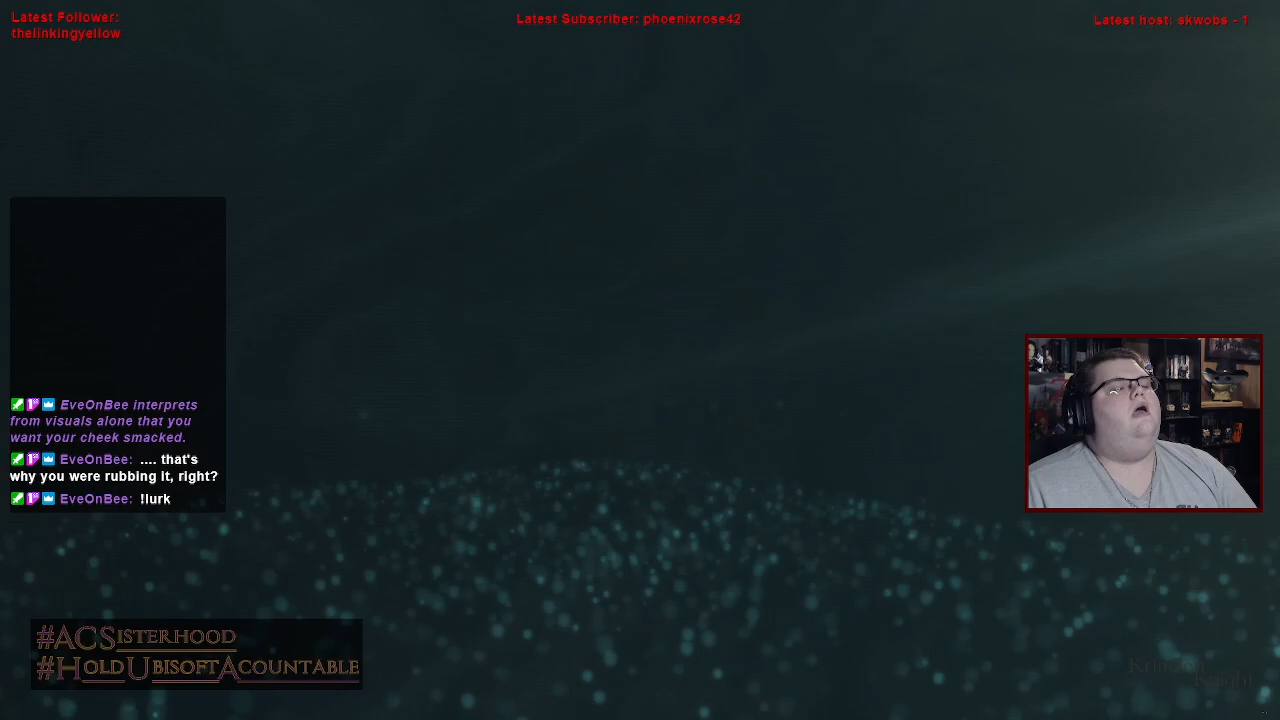 Latest Follower:
thelinkingyellow
Latest Subscriber: phoenixrose42
Latest host: skwobs - 1
EveOnBee interprets
from visuals alone that you
want your cheek smacked.
EveOnBee: .... that's
why you were rubbing it, right?
EveOnBee: !lurk
#ACSisterhood
#HoldUbisoftAcountable
Knight